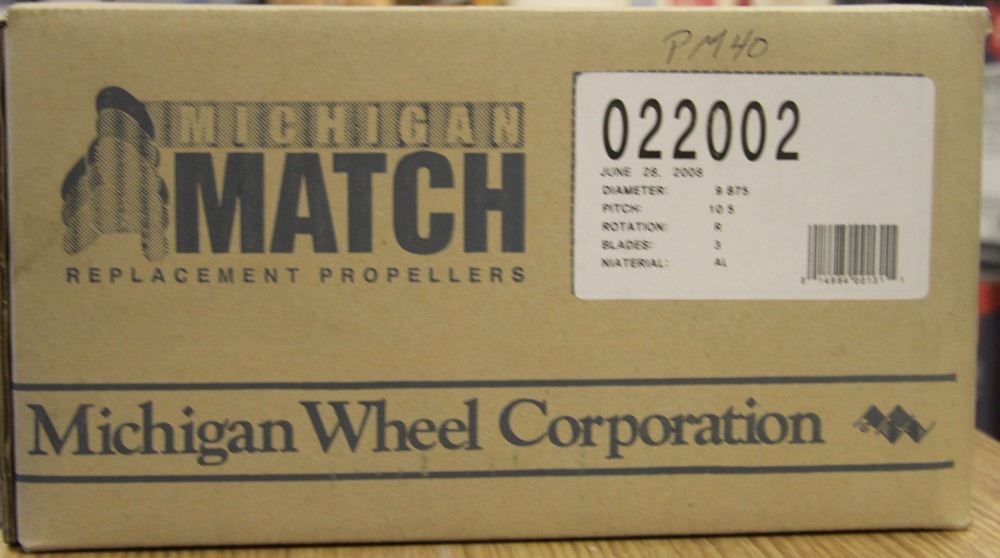 PM40
MICHIGAN
MATCH
REPLACEMENT PROPELLERS
022002
JUNE 26, 2008
DIAMETER: 9 875
PITCH: 10 5
ROTATION: R
BLADES: 3
MATERIAL: AL
Michigan Wheel Corporation